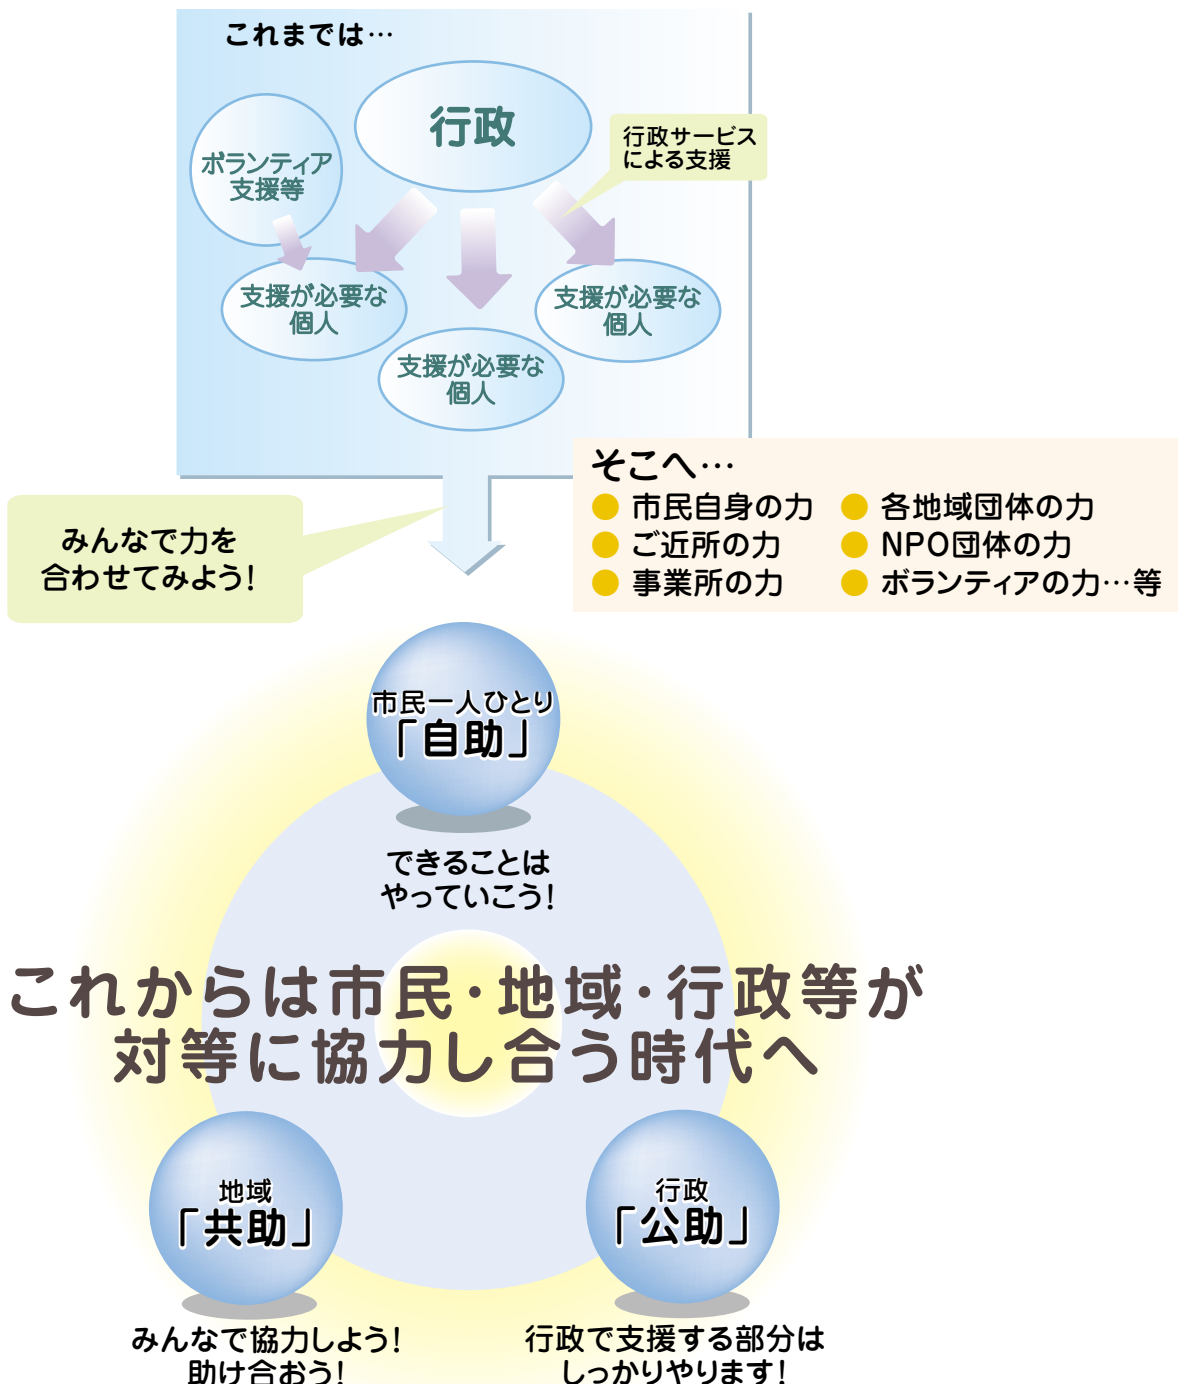 これまでは…
行政
ボランティア
支援等
行政サービス
による支援
支援が必要な
個人
支援が必要な
個人
支援が必要な
個人
そこへ…
● 市民自身の力
● ご近所の力
● 事業所の力
● 各地域団体の力
● NPO団体の力
● ボランティアの力…等
みんなで力を
合わせてみよう!
市民一人ひとり
「自助」
できることは
やっていこう!
これからは市民・地域・行政等が
対等に協力し合う時代へ
地域
「共助」
みんなで協力しよう!
助け合おう!
行政
「公助」
行政で支援する部分は
しっかりやります!